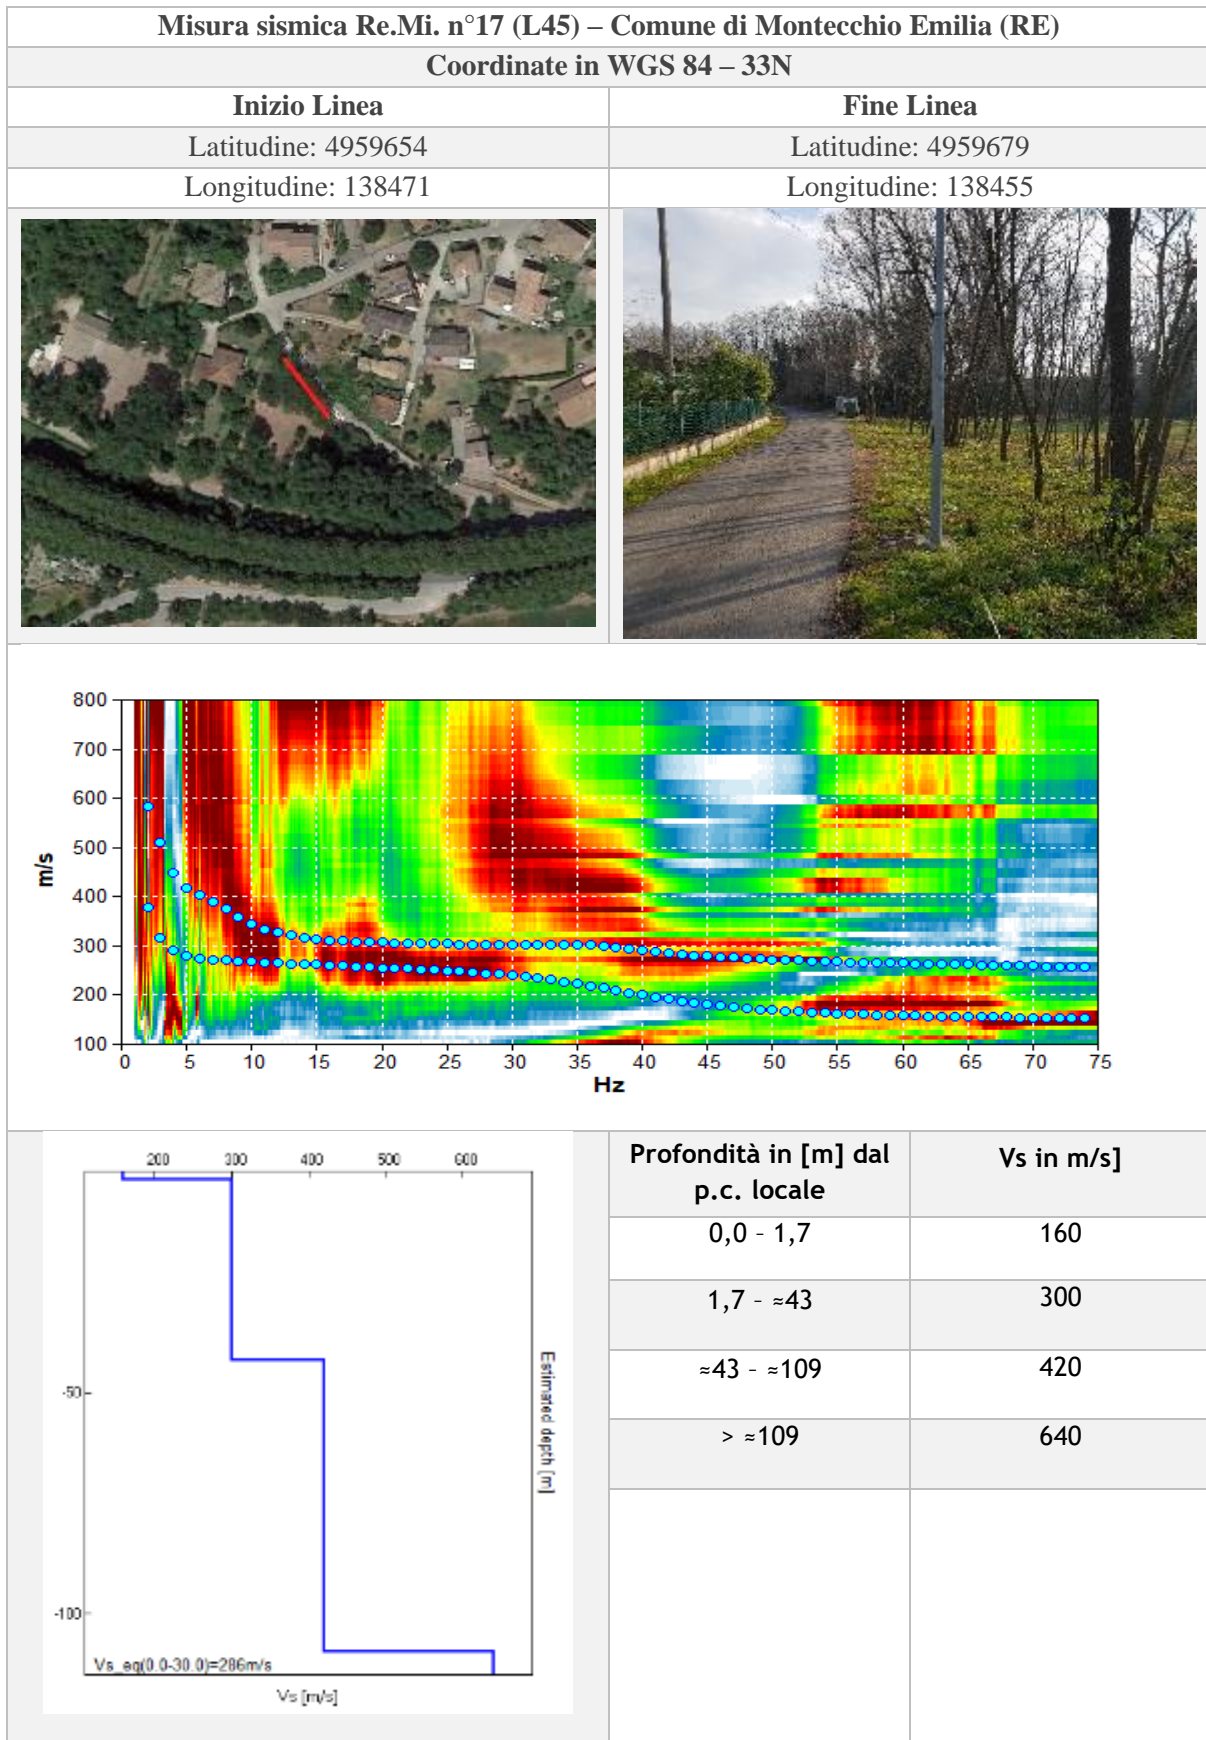 Misura sismica Re.Mi. n°17 (L45) – Comune di Montecchio Emilia (RE)
Coordinate in WGS 84 – 33N
Inizio Linea
Fine Linea
Latitudine: 4959654
Latitudine: 4959679
Longitudine: 138471
Longitudine: 138455
800
700
600
500
400
300
200
100
m/s
0 5 10 15 20 25 30 35 40 45 50 55 60 65 70 75
Hz
200 300 400 500 600
-50
-100
Estimated depth [m]
Vs_eq(0.0-30.0)=286m/s
Vs [m/s]
Profondità in [m] dal
p.c. locale
Vs in m/s]
0,0 – 1,7
160
1,7 – ≈43
300
≈43 – ≈109
420
> ≈109
640